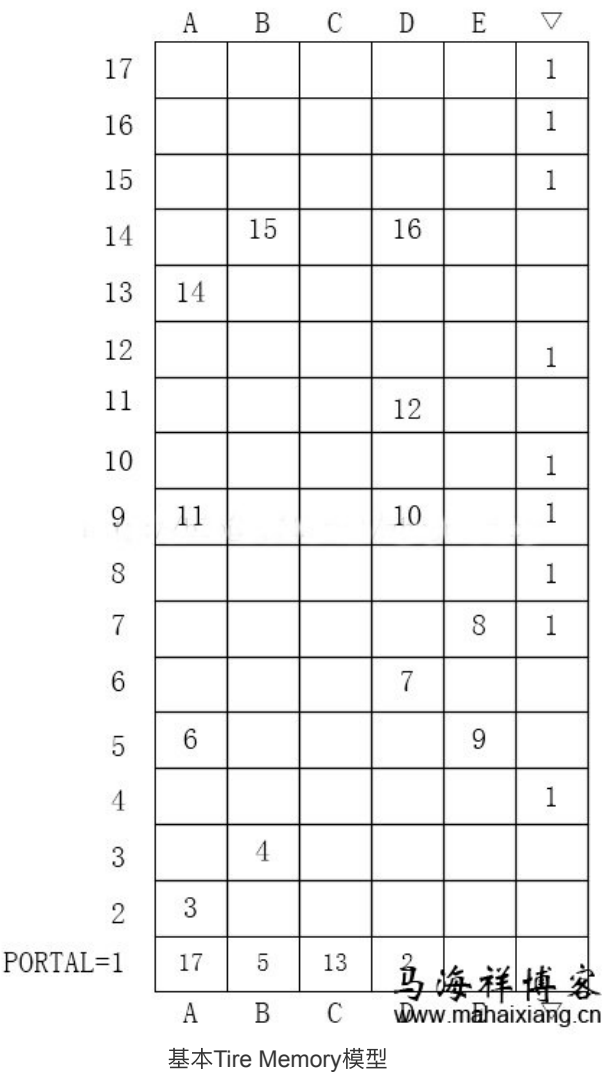 A B C D E ▽
17 1
16 1
15 1
14 15 16
13 14
12 1
11 12
10 1
9 11 10 1
8 1
7 8 1
6 7
5 6 9
4 1
3 4
2 3
PORTAL=1 17 5 13 2
马海祥博客
A B C D E ▽
www.mahaixiang.cn
基本Tire Memory模型